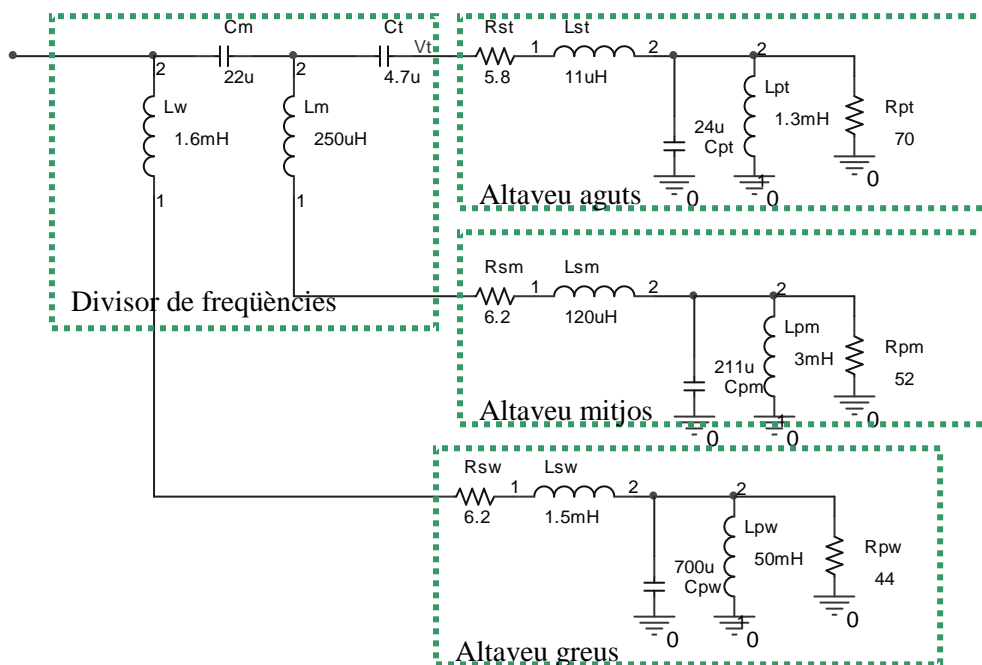 Cm
Ct
Vt
Rst
1
Lst
2
2
2
2
22u
4.7u
5.8
11uH
Lw
1.6mH
Lm
250uH
Lpt
1.3mH
Rpt
70
24u
Cpt
1
1
1
0
0
0
Altaveu aguts
Rsm
1
Lsm
2
2
6.2
120uH
Divisor de freqüències
Lpm
3mH
Rpm
52
211u
Cpm
1
0
0
0
Altaveu mitjos
Rsw
1
Lsw
2
2
6.2
1.5mH
Lpw
50mH
Rpw
44
700u
Cpw
1
0
0
0
Altaveu greus